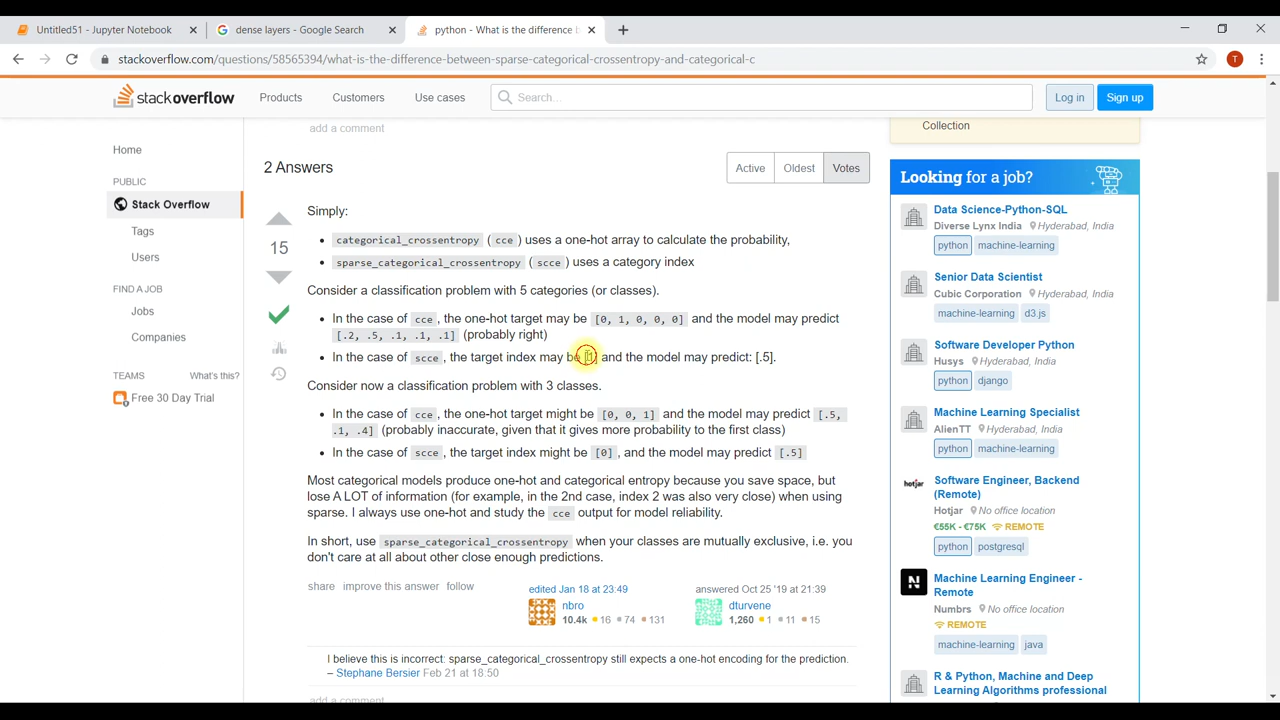 Untitled51 - Jupyter Notebook
dense layers - Google Search
python - What is the difference b
stackoverflow.com/questions/58565394/what-is-the-difference-between-sparse-categorical-crossentropy-and-categorical-c
T
stackoverflow
Products
Customers
Use cases
Search...
Log in
Sign up
Home
PUBLIC
Stack Overflow
Tags
Users
FIND A JOB
Jobs
Companies
TEAMS What's this?
Free 30 Day Trial
add a comment
2 Answers
Active
Oldest
Votes
15
Simply:
categorical_crossentropy ( cce ) uses a one-hot array to calculate the probability,
sparse_categorical_crossentropy ( scce ) uses a category index
Consider a classification problem with 5 categories (or classes).
In the case of cce, the one-hot target may be [0, 1, 0, 0, 0] and the model may predict
[.2, .5, .1, .1, .1] (probably right)
In the case of scce, the target index may be [1] and the model may predict: [.5].
Consider now a classification problem with 3 classes.
In the case of cce, the one-hot target might be [0, 0, 1] and the model may predict [.5,
.1, .4] (probably inaccurate, given that it gives more probability to the first class)
In the case of scce, the target index might be [0], and the model may predict [.5]
Most categorical models produce one-hot and categorical entropy because you save space, but
lose A LOT of information (for example, in the 2nd case, index 2 was also very close) when using
sparse. I always use one-hot and study the cce output for model reliability.
In short, use sparse_categorical_crossentropy when your classes are mutually exclusive, i.e. you
don't care at all about other close enough predictions.
share improve this answer follow
edited Jan 18 at 23:49
nbro
10.4k 16 74 131
answered Oct 25 '19 at 21:39
dturvene
1,260 1 11 15
I believe this is incorrect: sparse_categorical_crossentropy still expects a one-hot encoding for the prediction.
– Stephane Bersier Feb 21 at 18:50
add a comment
Collection
Looking for a job?
Data Science-Python-SQL
Diverse Lynx India Hyderabad, India
python machine-learning
Senior Data Scientist
Cubic Corporation Hyderabad, India
machine-learning d3.js
Software Developer Python
Husys Hyderabad, India
python django
Machine Learning Specialist
AlienTT Hyderabad, India
python machine-learning
hotjar
Software Engineer, Backend
(Remote)
Hotjar No office location
€55K - €75K REMOTE
python postgresql
N
Machine Learning Engineer -
Remote
Numbrs No office location
REMOTE
machine-learning java
R & Python, Machine and Deep
Learning Algorithms professional